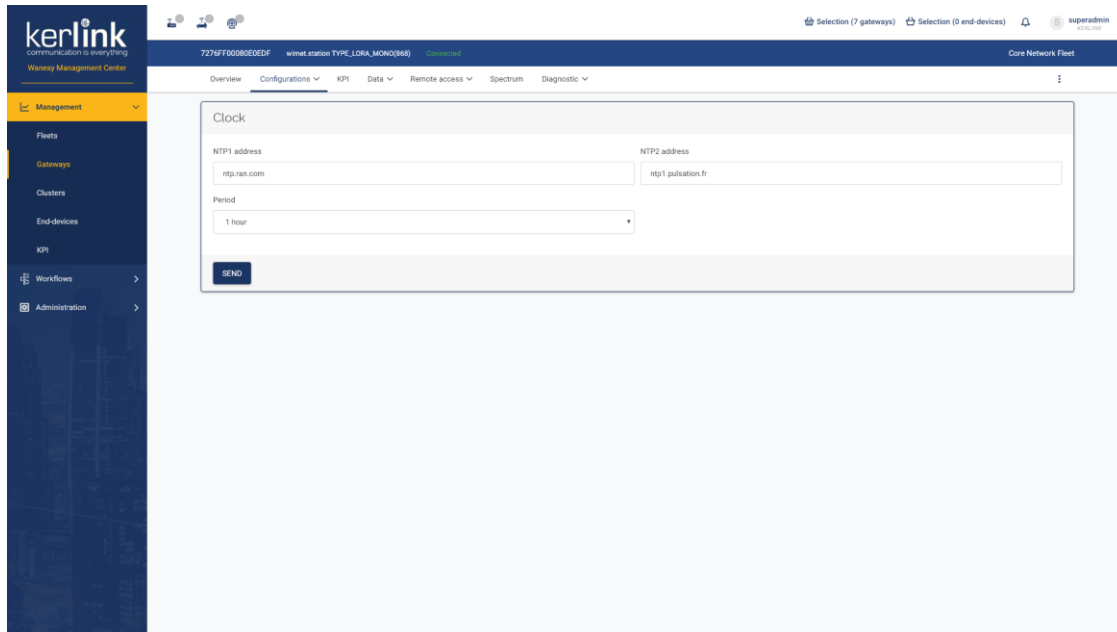 kerlink
communication is everything
Wanesy Management Center
Management
Fleets
Gateways
Clusters
End-devices
KPI
Workflows
Administration
Selection (7 gateways) Selection (0 end-devices) S superadmin
KERLINK
7276FF00080E0EDF wirnet.station TYPE_LORA_MONO(868) Connected Core Network Fleet
Overview Configurations KPI Data Remote access Spectrum Diagnostic
Clock
NTP1 address NTP2 address
ntp.ran.com ntp1.pulsation.fr
Period
1 hour
SEND